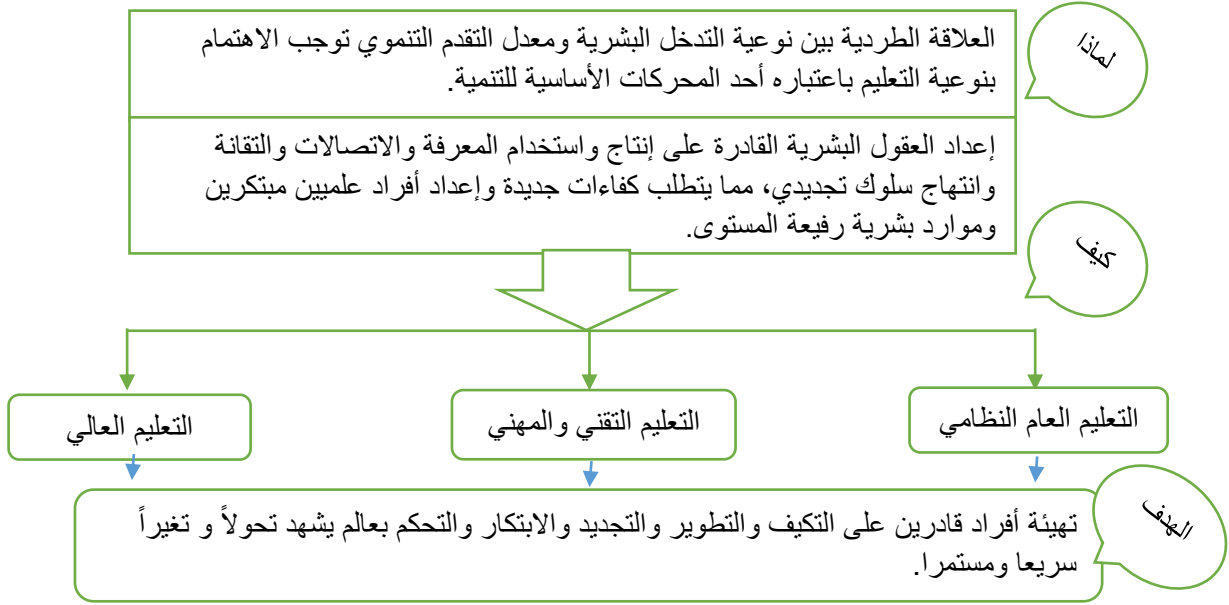 لماذا
العلاقة الطردية بين نوعية التدخل البشرية ومعدل التقدم التنموي توجب الاهتمام
بنوعية التعليم باعتباره أحد المحركات الأساسية للتنمية.
إعداد العقول البشرية القادرة على إنتاج واستخدام المعرفة والاتصالات والتقانة
وانتهاج سلوك تجديدي، مما يتطلب كفاءات جديدة وإعداد أفراد علميين مبتكرين
وموارد بشرية رفيعة المستوى.
كيف
التعليم العام النظامي
التعليم التقني والمهني
التعليم العالي
الهدف
تهيئة أفراد قادرين على التكيف والتطوير والتجديد والابتكار والتحكم بعالم يشهد تحولاً و تغيراً
سريعا ومستمرا.